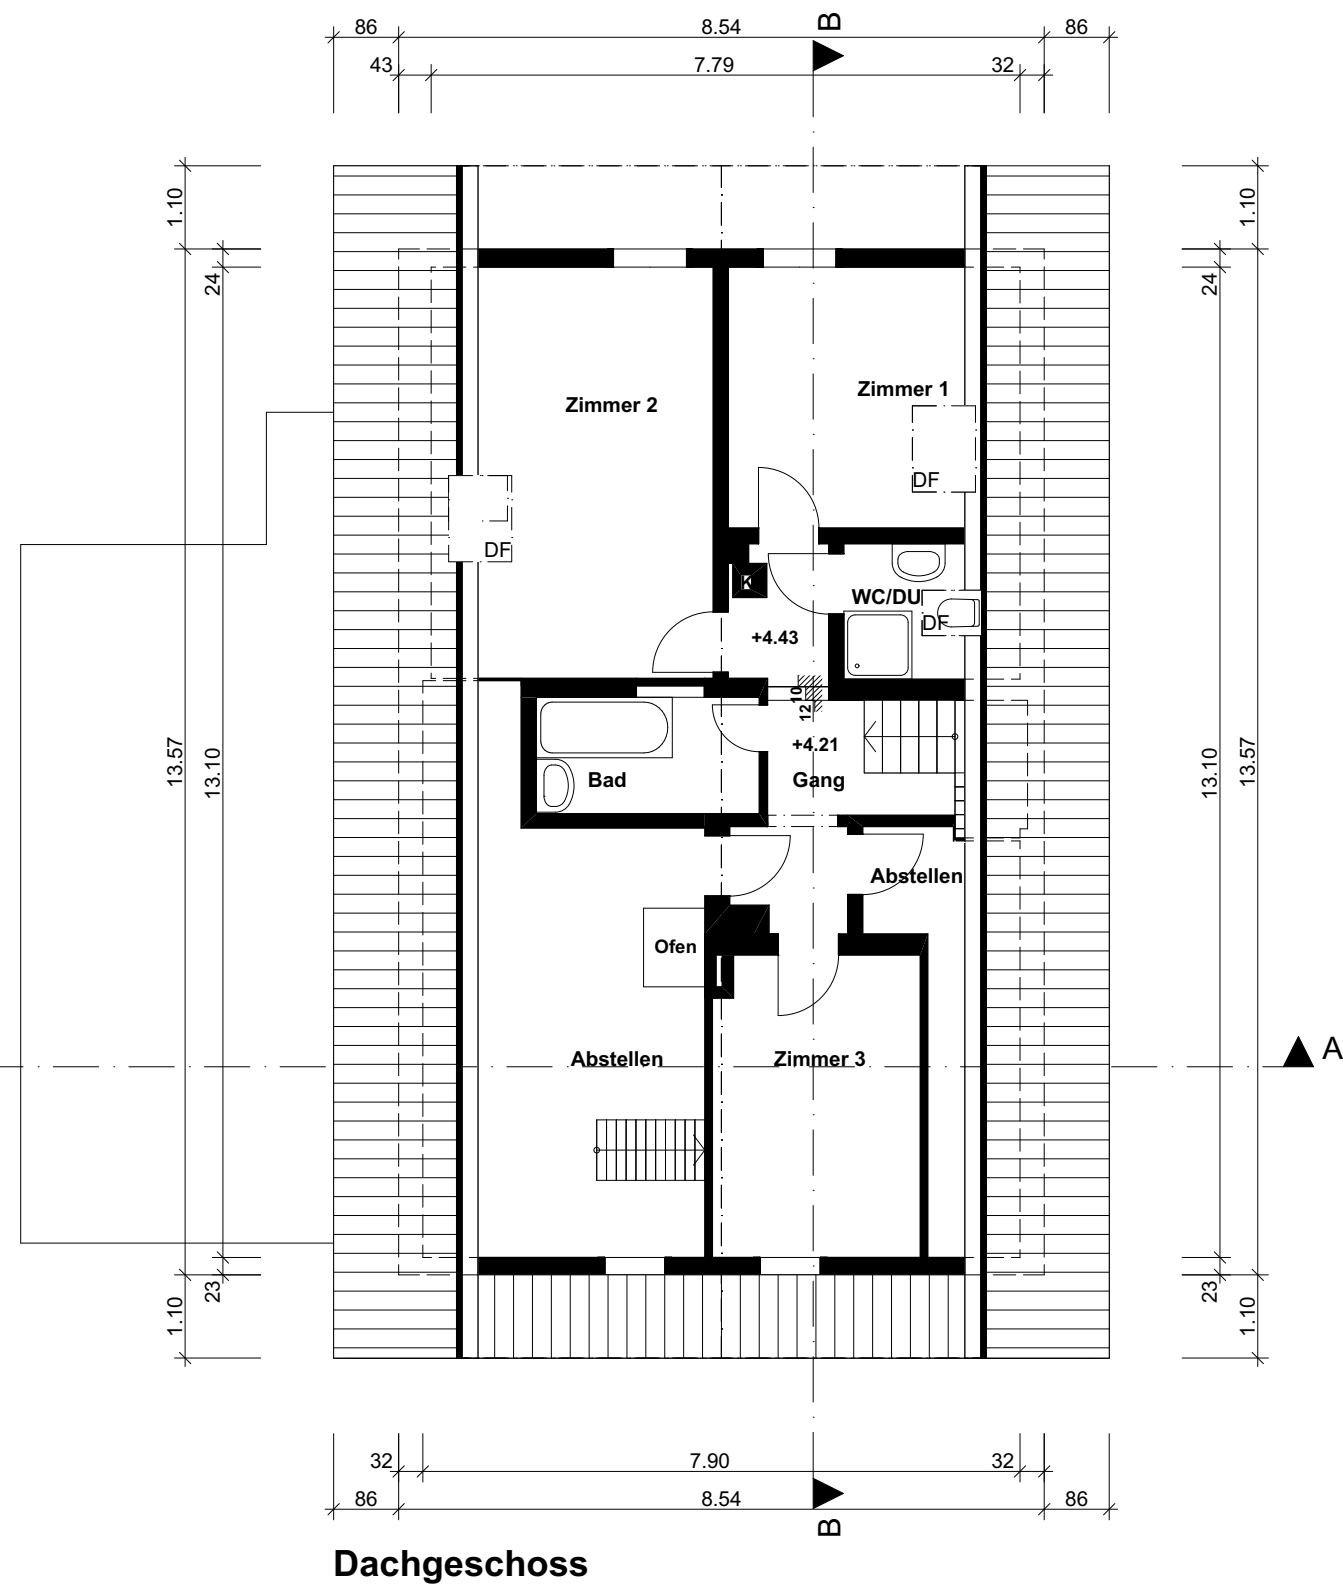 86
8.54
B
86
43
7.79
32
1.10
1.10
24
24
Zimmer 2
Zimmer 1
DF
DF
K
WC/DU
DF
+4.43
10
12
+4.21
13.57
13.10
Bad
Gang
13.10
13.57
Abstellen
Ofen
Abstellen
Zimmer 3
A
23
1.10
23
1.10
32
7.90
32
86
8.54
86
B
Dachgeschoss